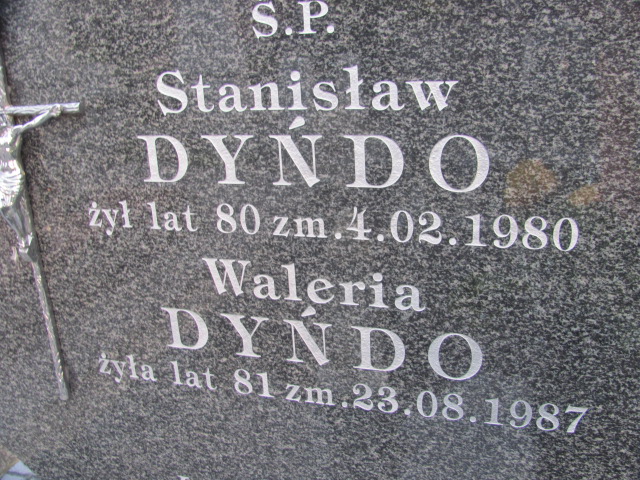 S.P.
Stanisław
DYŃDO
żył lat 80 zm.4.02.1980
Waleria
DYŃDO
żyła lat 81 zm.23.08.1987